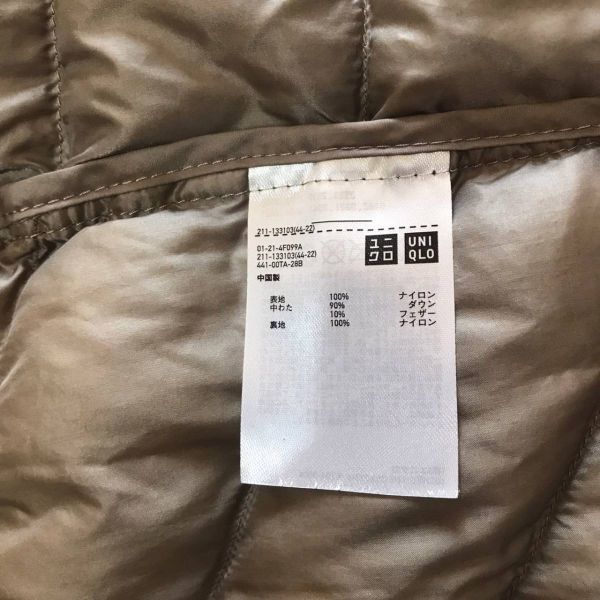 211-133103(44-22)
01-21-4F099A
211-133103(44-22)
441-00TA-28B
中国製
ユニ
クロ
UNI
QLO
表地 100% ナイロン
中わた 90% ダウン
10% フェザー
裏地 100% ナイロン